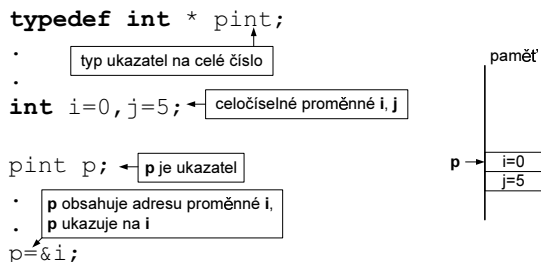 typedef int * pint;
.
typ ukazatel na celé číslo
.
int i=0,j=5;
celočíselné proměnné i, j
pint p;
p je ukazatel
.
p obsahuje adresu proměnné i,
.
p ukazuje na i
p=&i;
paměť
p
i=0
j=5